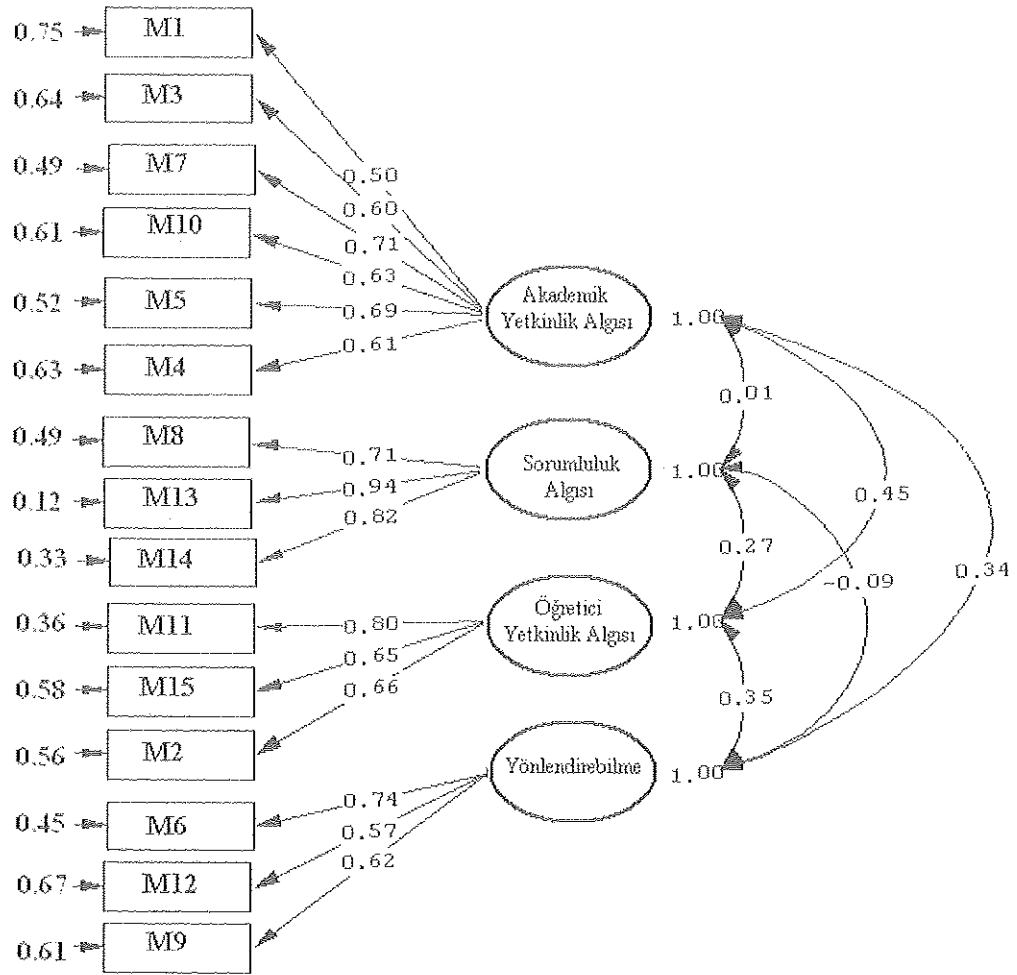 0.75 M1
0.64 M3
0.49 M7
0.50
0.60
0.61 M10
0.71
0.63
0.52 M5
0.69
Akademik
Yetkinlik Algısı
1.00
0.63 M4
0.61
0.01
0.49 M8
0.71
Sorumluluk
Algısı
1.00
0.12 M13
0.94
0.45
0.82
0.33 M14
0.27
-0.09
0.34
0.36 M11
0.80
Öğretici
Yetkinlik Algısı
1.00
0.65
0.58 M15
0.66
0.35
0.56 M2
Yönlendirebilme
1.00
0.74
0.45 M6
0.57
0.62
0.67 M12
0.61 M9